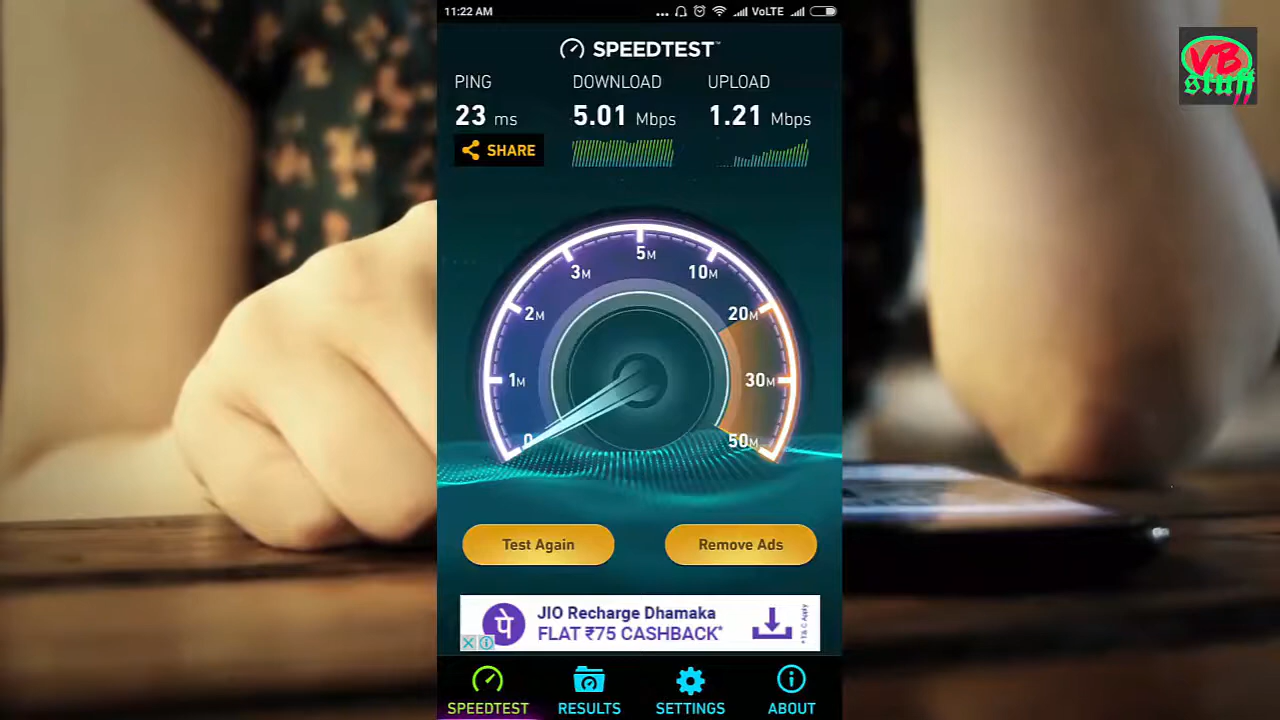 11:22 AM
... VoLTE
VB
stuff
SPEEDTEST™
PING
DOWNLOAD
UPLOAD
23 ms
5.01 Mbps
1.21 Mbps
SHARE
5M
3M
10M
2M
20M
1M
30M
0
50M
Test Again
Remove Ads
पे
JIO Recharge Dhamaka
FLAT ₹75 CASHBACK*
*T& C Apply
SPEEDTEST
RESULTS
SETTINGS
ABOUT